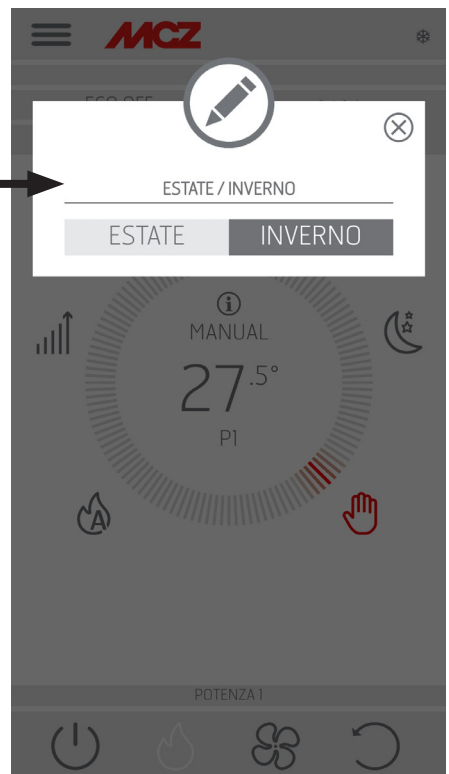 MCZ
ESTATE / INVERNO
ESTATE INVERNO
MANUAL
27.5°
P1
A
POTENZA 1